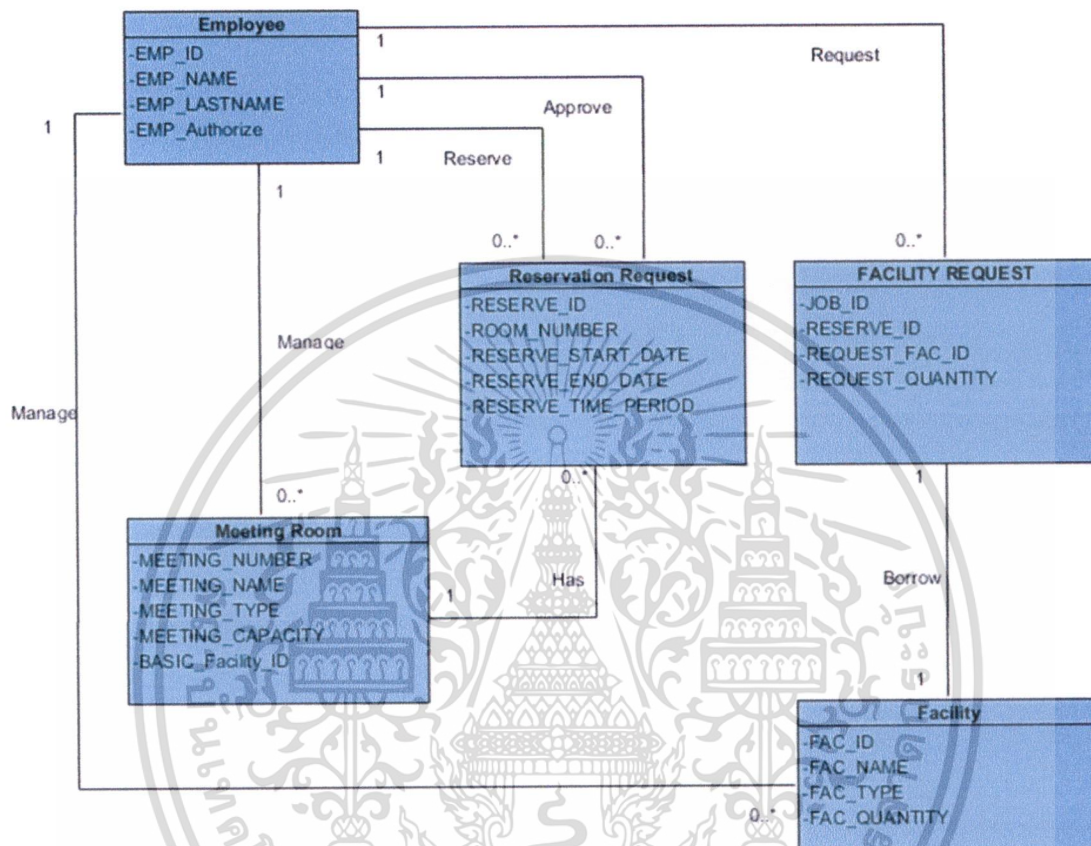 Employee
-EMP_ID
-EMP_NAME
-EMP_LASTNAME
-EMP_Authorize
1
Request
1
Approve
1
Reserve
1
1
0..*
0..*
0..*
Reservation Request
-RESERVE_ID
-ROOM_NUMBER
-RESERVE_START_DATE
-RESERVE_END_DATE
-RESERVE_TIME_PERIOD
FACILITY REQUEST
-JOB_ID
-RESERVE_ID
-REQUEST_FAC_ID
-REQUEST_QUANTITY
Manage
Manage
0..*
0..*
1
Meeting Room
-MEETING_NUMBER
-MEETING_NAME
-MEETING_TYPE
-MEETING_CAPACITY
-BASIC_Facility_ID
1
Has
Borrow
1
Facility
-FAC_ID
-FAC_NAME
-FAC_TYPE
-FAC_QUANTITY
0..*